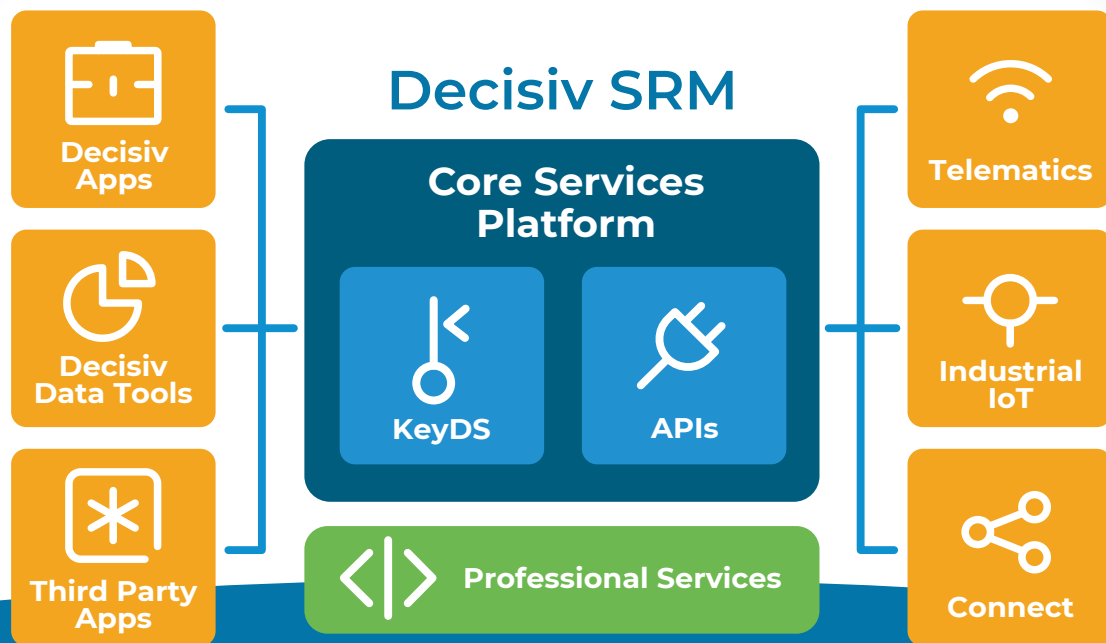 Decisiv SRM
Decisiv
Apps
Decisiv
Data Tools
Third Party
Apps
Core Services
Platform
KeyDS
APIs
Professional Services
Telematics
Industrial
IoT
Connect